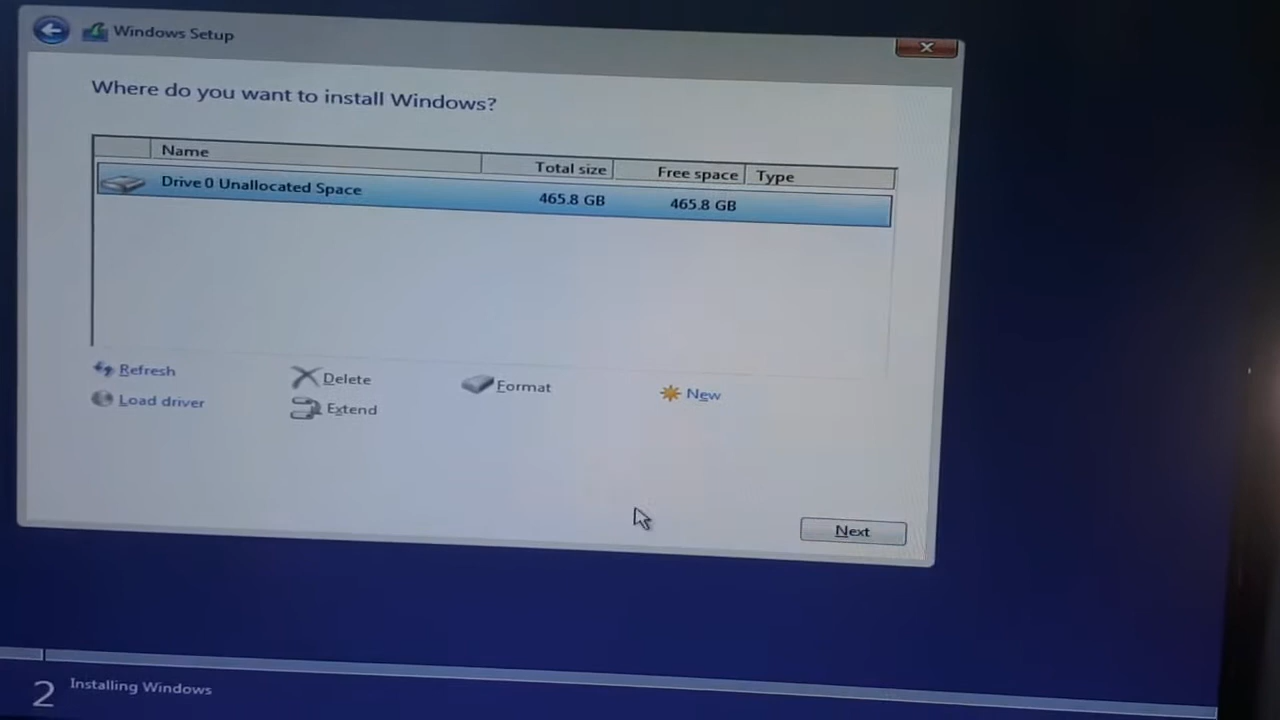 Windows Setup
Where do you want to install Windows?
Name Total size Free space Type
Drive 0 Unallocated Space 465.8 GB 465.8 GB
Refresh Delete Format New
Load driver Extend
Next
2 Installing Windows